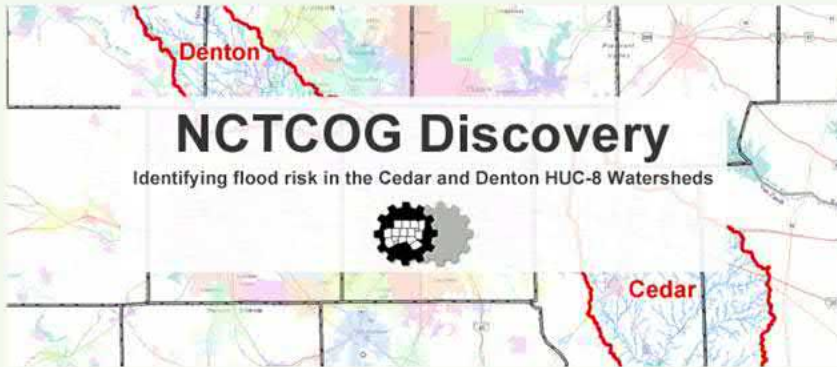 Denton
NCTCOG Discovery
Identifying flood risk in the Cedar and Denton HUC-8 Watersheds
Cedar